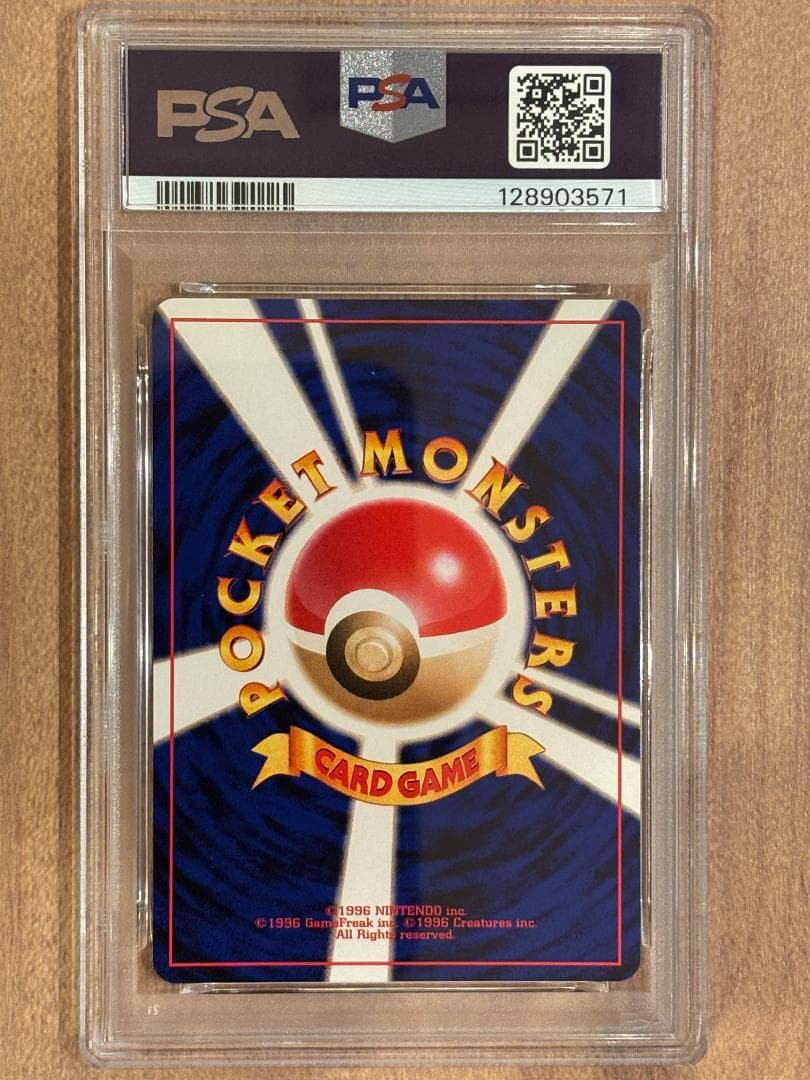 PSA
PSA
128903571
POCKET MONSTERS
CARD GAME
©1996 NINTENDO inc.
©1996 GameFreak inc. ©1996 Creatures inc.
All Rights reserved.